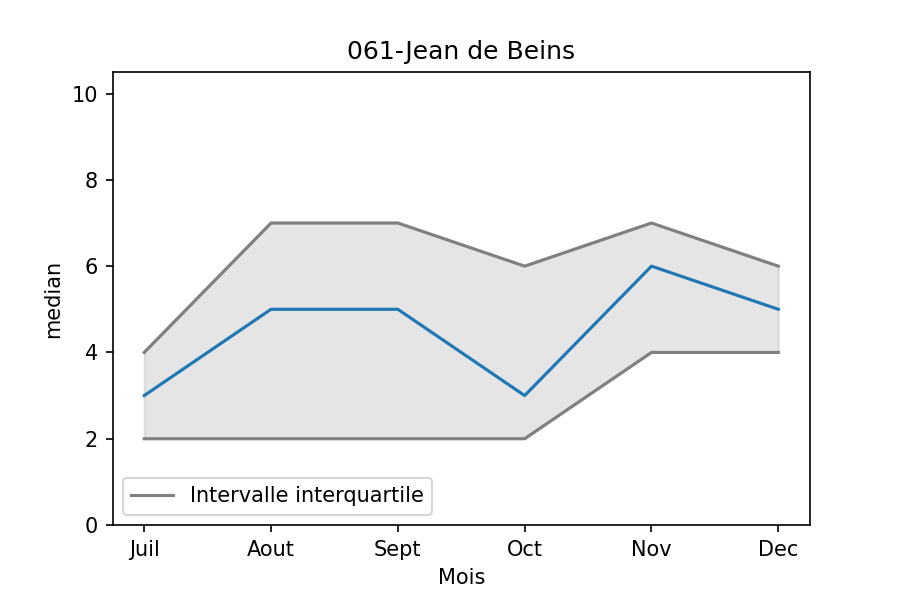 061-Jean de Beins
10
8
6
4
2
0
median
Intervalle interquartile
Juil Aout Sept Oct Nov Dec
Mois